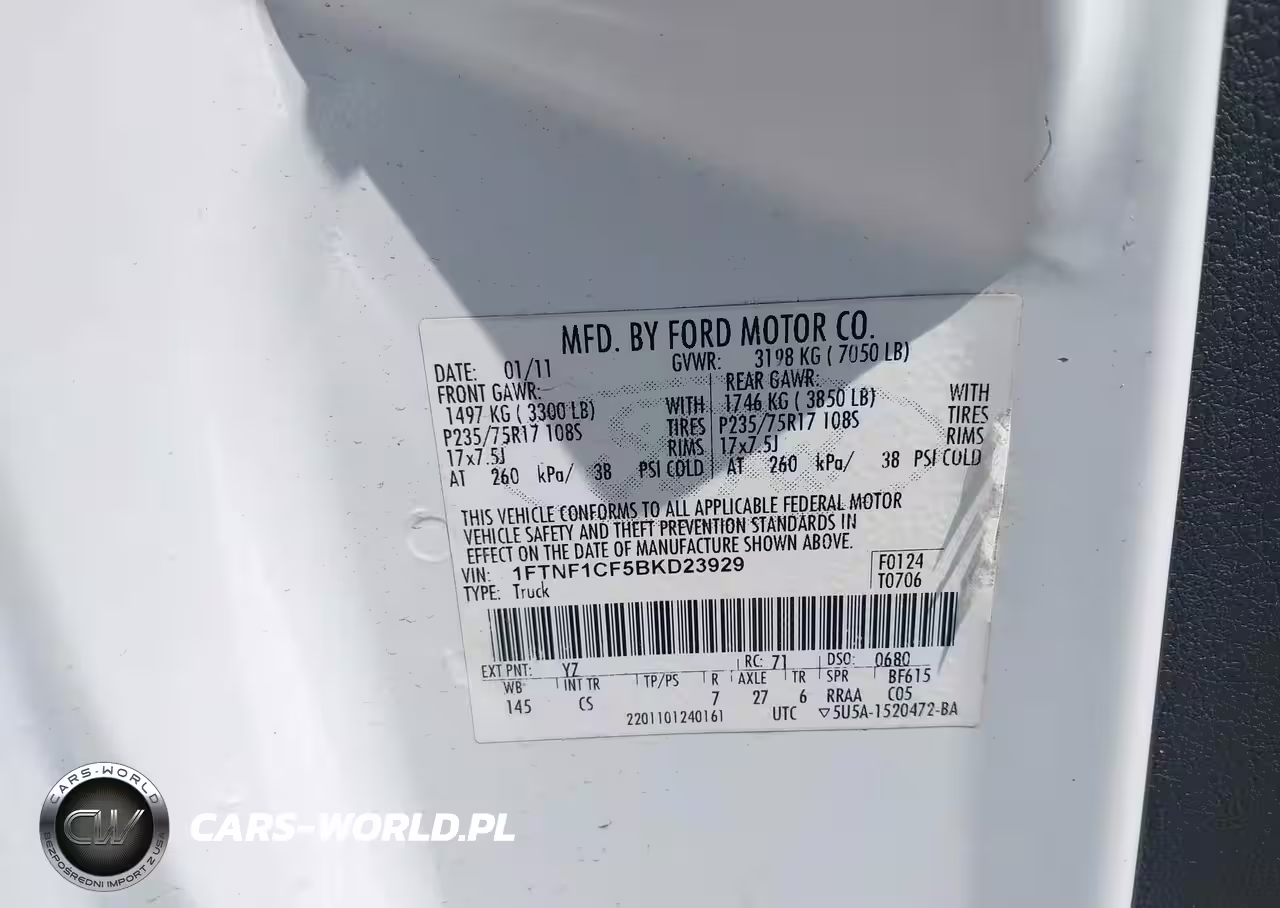 MFD. BY FORD MOTOR CO.
DATE: 01/11
GVWR: 3198 KG ( 7050 LB)
FRONT GAWR:
1497 KG ( 3300 LB)
WITH
P235/75R17 108S
TIRES
17x7.5J
RIMS
AT 260 kPa/ 38 PSI COLD
REAR GAWR:
1746 KG ( 3850 LB)
WITH
P235/75R17 108S
TIRES
17x7.5J
RIMS
AT 260 kPa/ 38 PSI COLD
THIS VEHICLE CONFORMS TO ALL APPLICABLE FEDERAL MOTOR
VEHICLE SAFETY AND THEFT PREVENTION STANDARDS IN
EFFECT ON THE DATE OF MANUFACTURE SHOWN ABOVE.
VIN: 1FTNF1CF5BKD23929
TYPE: Truck
F0124
T0706
EXT PNT: YZ
RC: 71
DSO: 0680
WB INT TR TP/PS R AXLE TR SPR BF615
145 CS 7 27 6 RRAA C05
2201101240161 UTC ▽5U5A-1520472-BA
CARS-WORLD
CW
BEZPOŚREDNI IMPORT Z USA
CARS-WORLD.PL